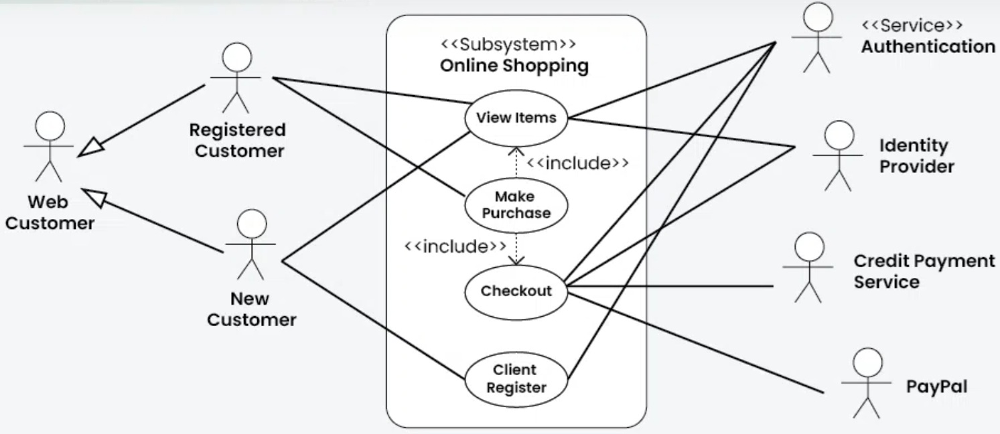 <<Subsystem>>
Online Shopping
Registered
Customer
Web
Customer
New
Customer
View Items
<<include>>
Make
Purchase
<<include>>
Checkout
Client
Register
<<Service>>
Authentication
Identity
Provider
Credit Payment
Service
PayPal